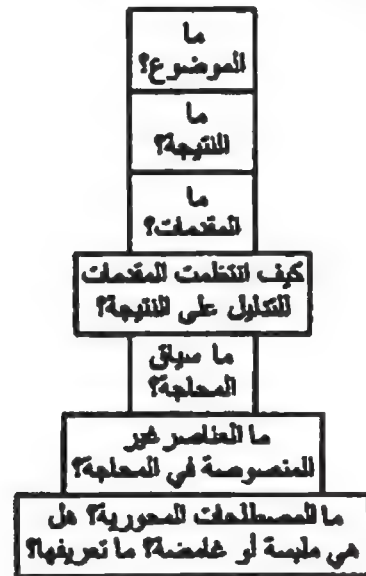 ما
الموضوع؟
ما
النتيجة؟
ما
المقدمات؟
كيف انتظمت المقدمات
للتدليل على النتيجة؟
ما سياق
المحاجة؟
ما العناصر غير
المنصوصة في المحاجة؟
ما المصطلحات المحورية؟ هل
هي ملبسة أو غامضة؟ ما تعريفها؟